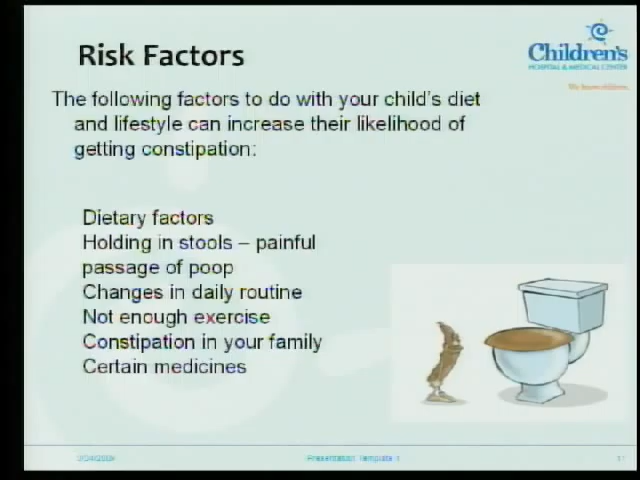 Risk Factors
Children's
HOSPITAL & MEDICAL CENTER
The following factors to do with your child's diet
and lifestyle can increase their likelihood of
getting constipation:
Dietary factors
Holding in stools – painful
passage of poop
Changes in daily routine
Not enough exercise
Constipation in your family
Certain medicines
Presentation Template